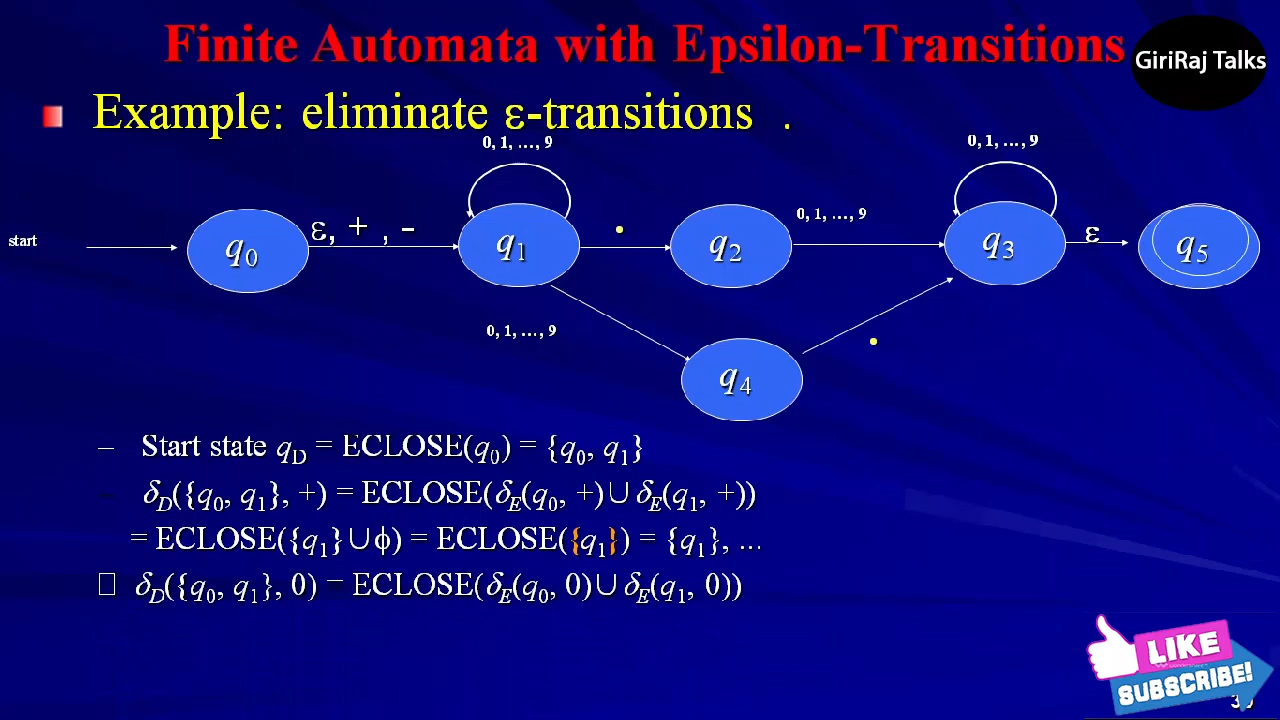 Finite Automata with Epsilon-Transitions
GiriRaj Talks
Example: eliminate ε-transitions .
0, 1, …, 9
0, 1, …, 9
start
q0
ε, + , -
q1
.
q2
0, 1, …, 9
q3
ε
q5
0, 1, …, 9
q4
.
– Start state qD = ECLOSE(q0) = {q0, q1}
– δD({q0, q1}, +) = ECLOSE(δE(q0, +)∪ δE(q1, +))
= ECLOSE({q1}∪ϕ) = ECLOSE({q1}) = {q1}, …
□ δD({q0, q1}, 0) = ECLOSE(δE(q0, 0)∪ δE(q1, 0))
LIKE
SUBSCRIBE!